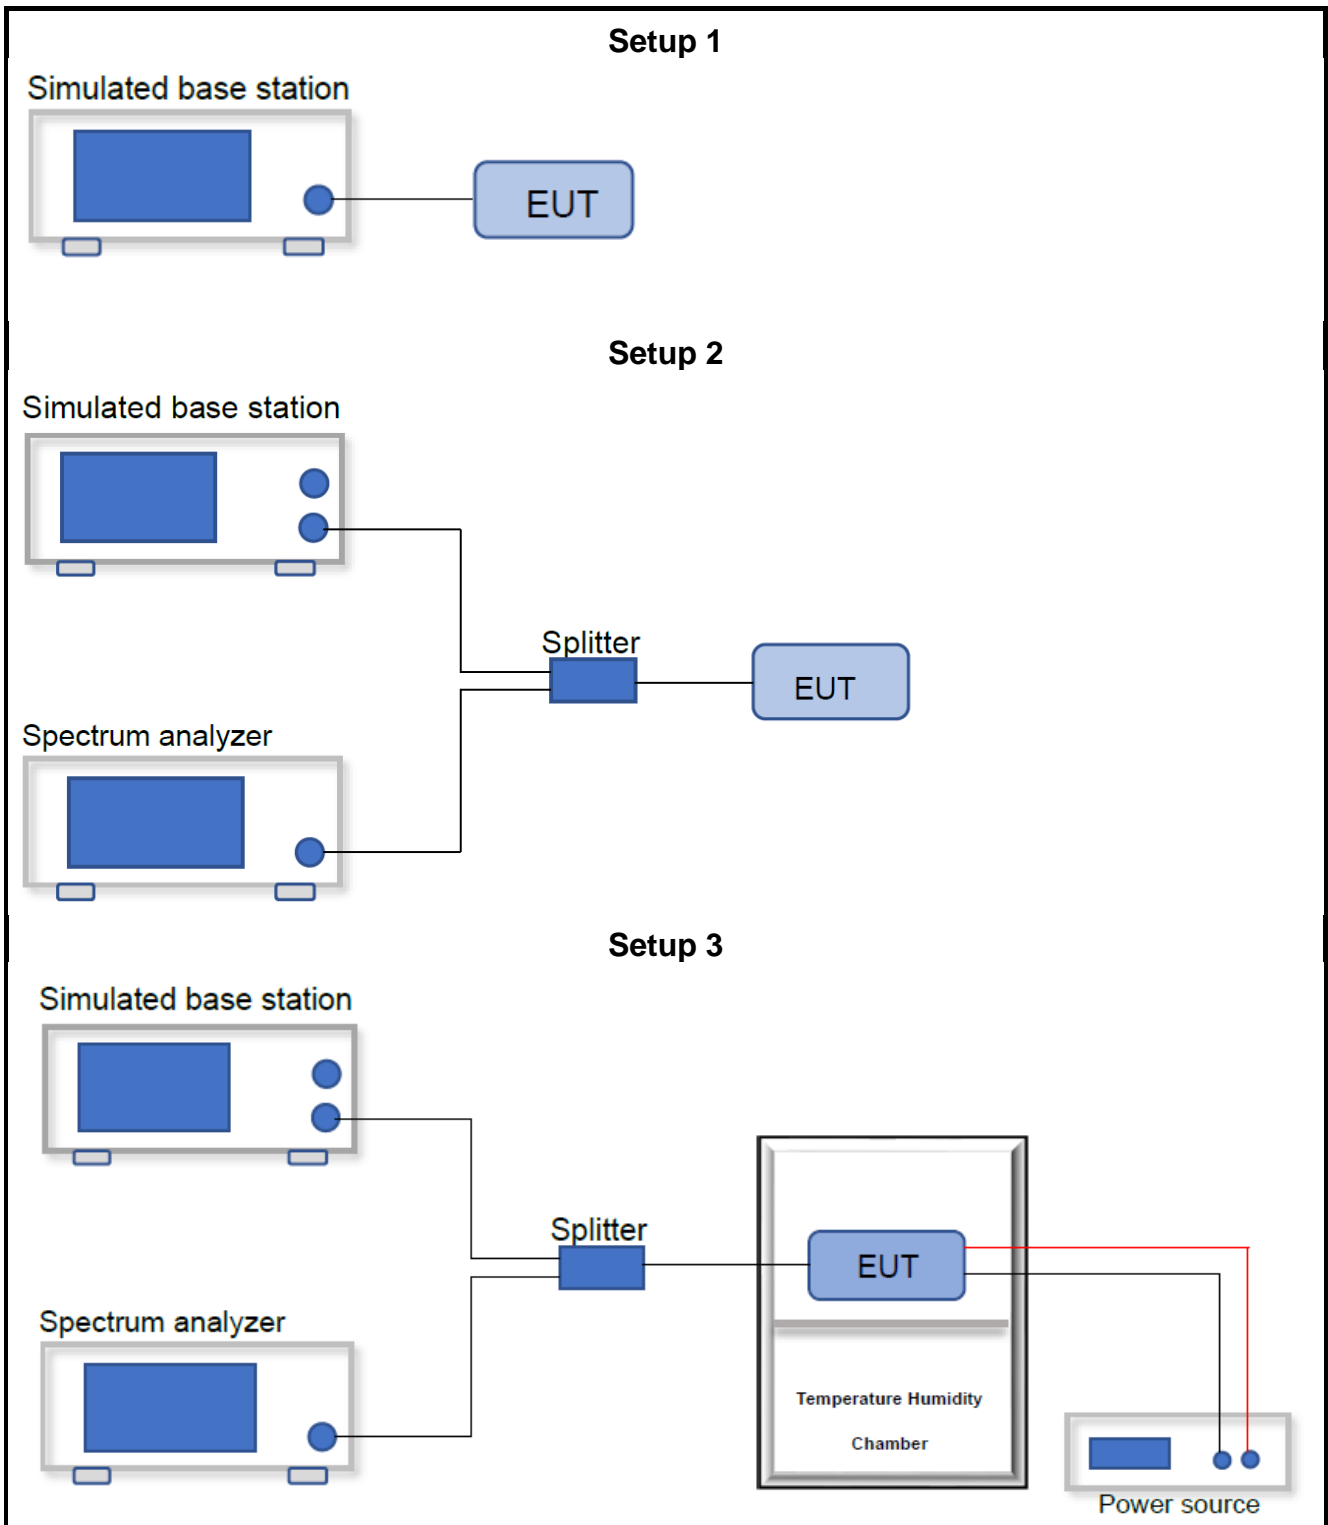 Setup 1
Simulated base station
EUT
Setup 2
Simulated base station
Splitter
EUT
Spectrum analyzer
Setup 3
Simulated base station
Splitter
EUT
Spectrum analyzer
Temperature Humidity
Chamber
Power source